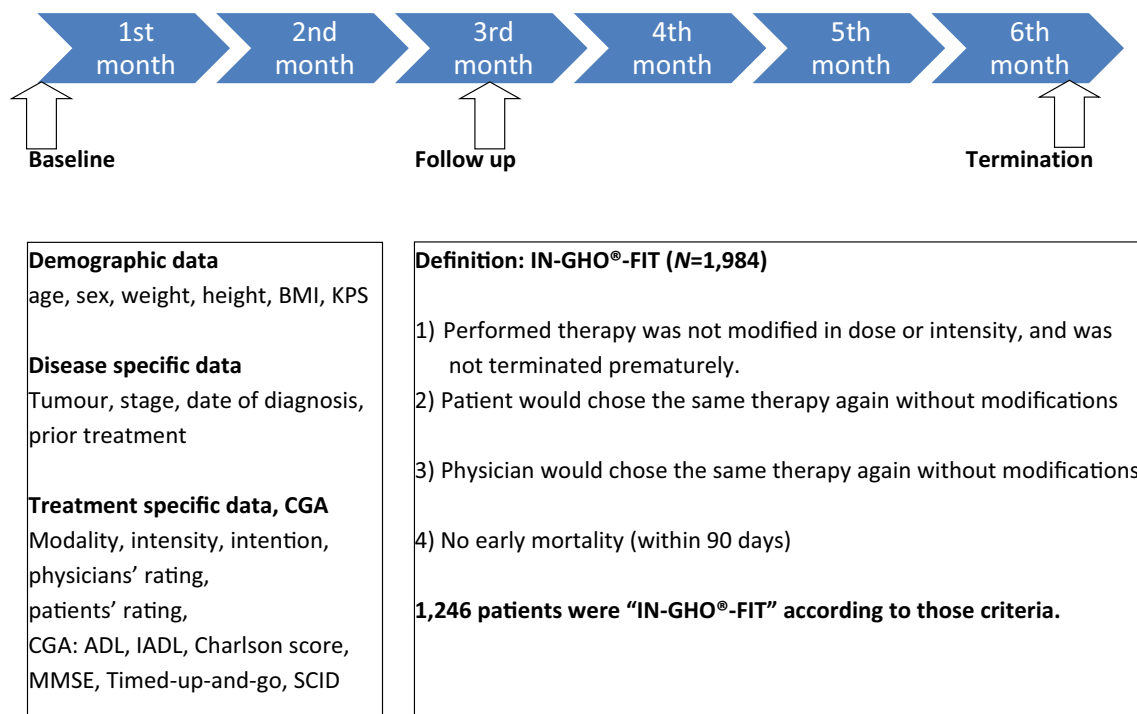 1st month
2nd month
3rd month
4th month
5th month
6th month
Baseline
Follow up
Termination
Demographic data
age, sex, weight, height, BMI, KPS
Disease specific data
Tumour, stage, date of diagnosis,
prior treatment
Treatment specific data, CGA
Modality, intensity, intention,
physicians’ rating,
patients’ rating,
CGA: ADL, IADL, Charlson score,
MMSE, Timed-up-and-go, SCID
Definition: IN-GHO®-FIT (N=1,984)
1) Performed therapy was not modified in dose or intensity, and was
not terminated prematurely.
2) Patient would chose the same therapy again without modifications
3) Physician would chose the same therapy again without modifications
4) No early mortality (within 90 days)
1,246 patients were “IN-GHO®-FIT” according to those criteria.